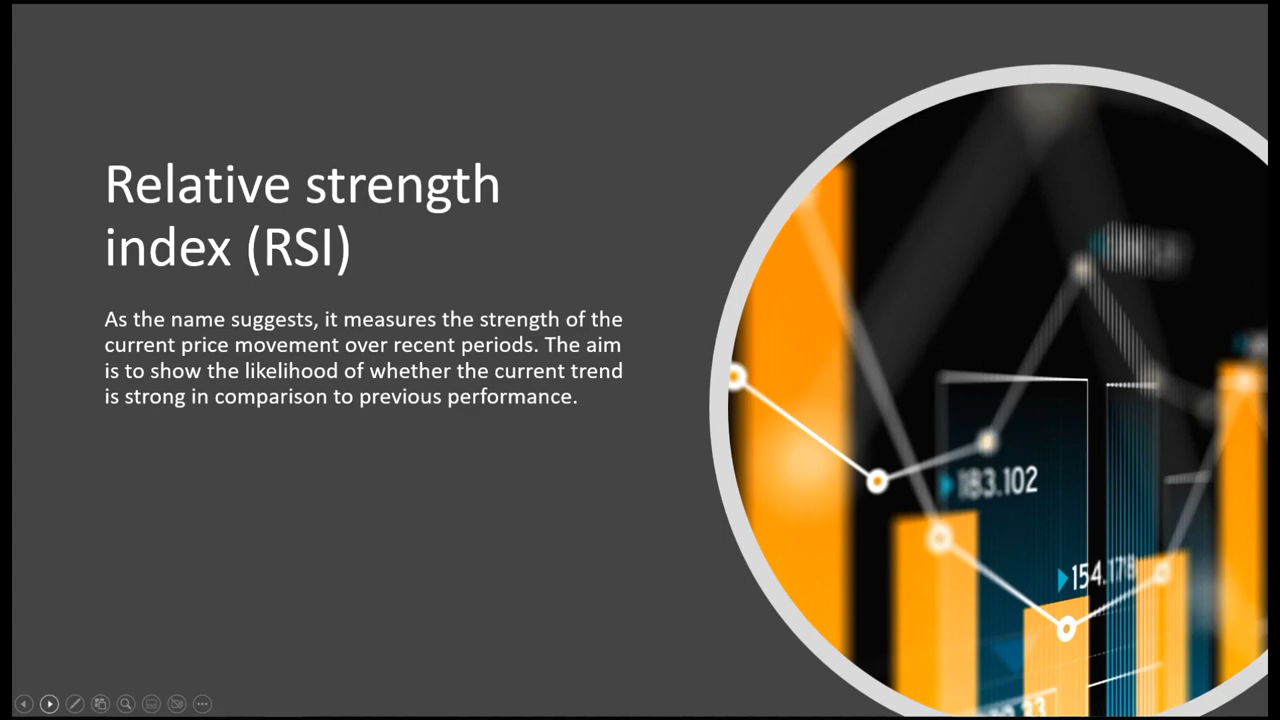 Relative strength
index (RSI)
As the name suggests, it measures the strength of the
current price movement over recent periods. The aim
is to show the likelihood of whether the current trend
is strong in comparison to previous performance.
183.102
154.178